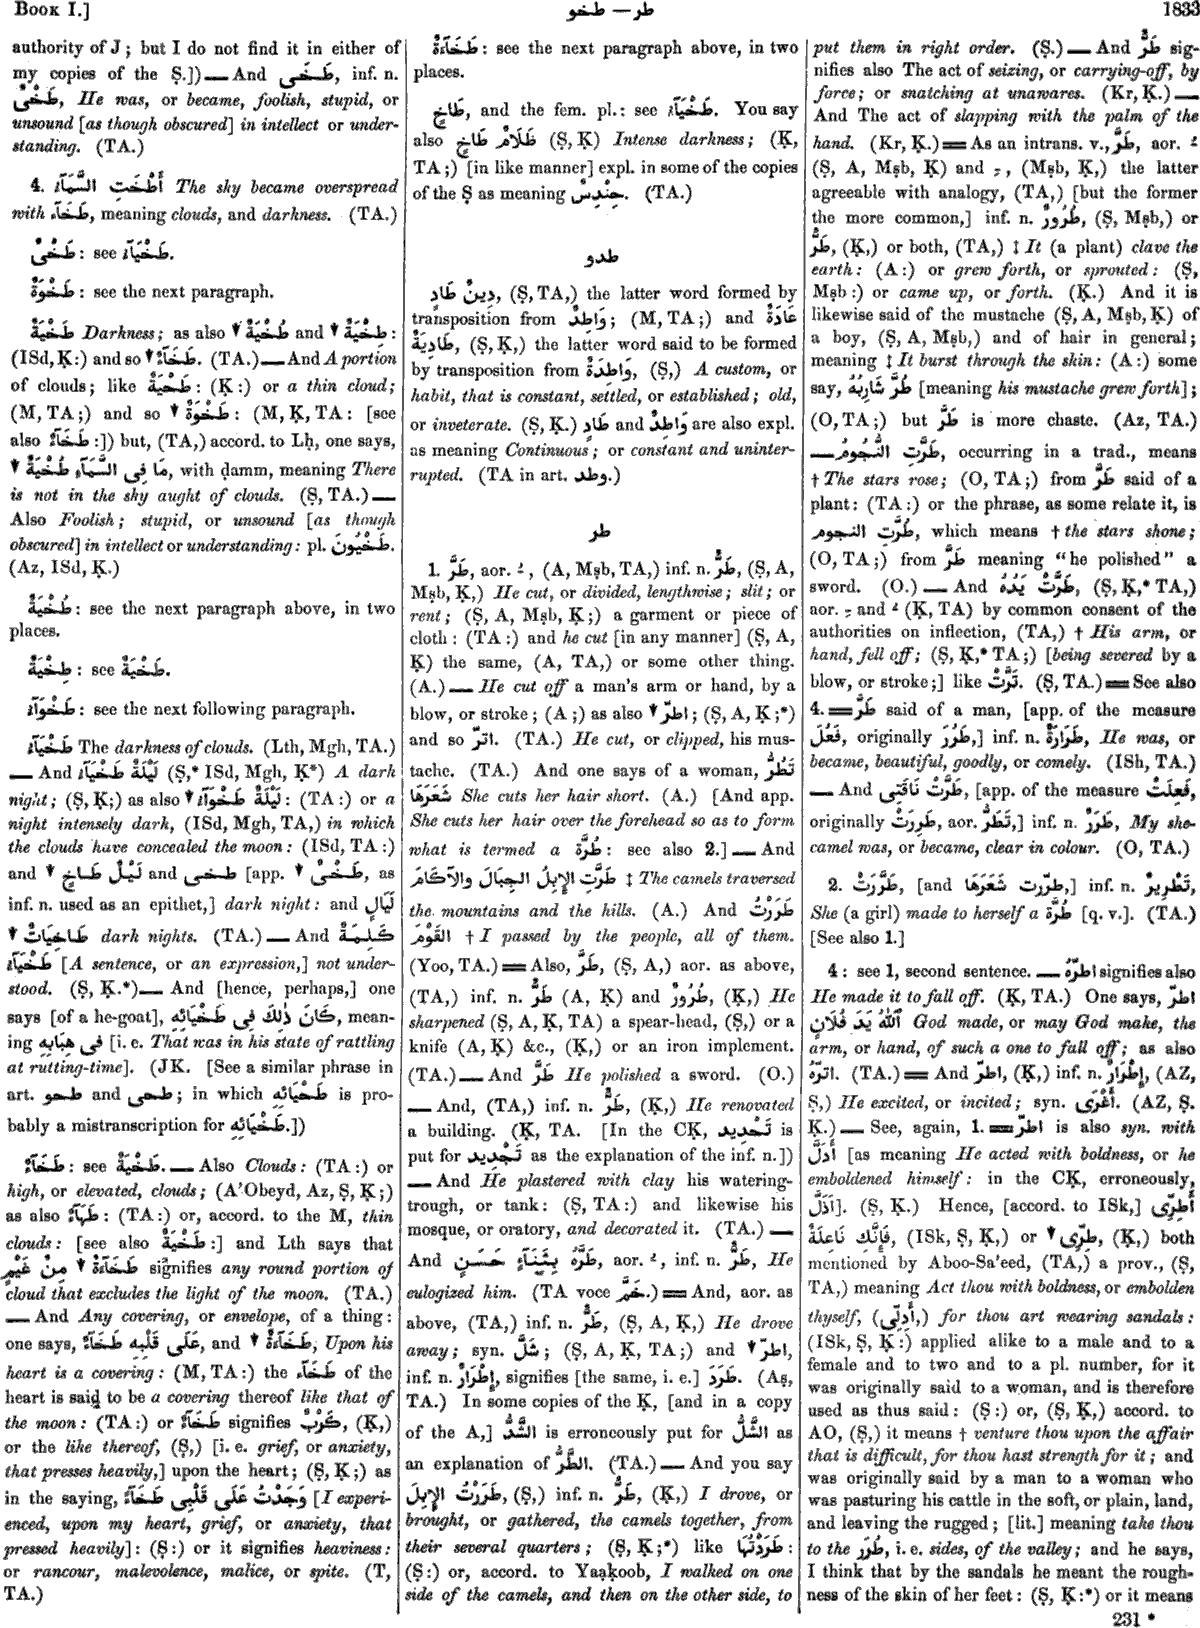 BOOK I.]
طر — طخو
1833
authority of J; but I do not find it in either of
my copies of the Ṣ.]) — And طَخَى, inf. n.
طَخْىٌ, He was, or became, foolish, stupid, or
unsound [as though obscured] in intellect or under-
standing. (TA.)
4. أَطْخَتِ السَّمَآءُ The sky became overspread
with طَخَآء, meaning clouds, and darkness. (TA.)
طَخْىٌ: see طَخْيَآءُ.
طَخْوَةٌ: see the next paragraph.
طَخْيَةٌ Darkness; as also ▼ طُخْيَةٌ and ▼ طِخْيَةٌ:
(ISd, Ḳ:) and so ▼ طَخَآءٌ. (TA.) — And A portion
of clouds; like طَخْيَةٌ: (Ḳ:) or a thin cloud;
(M, TA;) and so ▼ طَخْوَةٌ: (M, Ḳ, TA: [see
also طَخَآءٌ:]) but, (TA,) accord. to Lḥ, one says,
▼ مَا فِى السَّمَآءِ طُخْيَةٌ, with ḍamm, meaning There
is not in the sky aught of clouds. (Ṣ, TA.) —
Also Foolish; stupid, or unsound [as though
obscured] in intellect or understanding: pl. طَخْيُونَ.
(Az, ISd, Ḳ.)
طُخْيَةٌ: see the next paragraph above, in two
places.
طِخْيَةٌ: see طَخْيَةٌ.
طَخْوَآءُ: see the next following paragraph.
طَخْيَآءُ The darkness of clouds. (Lth, Mgh, TA.)
— And لَيْلَةٌ طَخْيَآءُ (Ṣ,* ISd, Mgh, Ḳ*) A dark
night; (Ṣ, Ḳ;) as also ▼ لَيْلَةٌ طَخْوَآءُ: (TA:) or a
night intensely dark, (ISd, Mgh, TA,) in which
the clouds have concealed the moon: (ISd, TA:)
and ▼ لَيْلٌ طَاخٍ and طخى [app. ▼ طَخْىٌ, as
inf. n. used as an epithet,] dark night: and لَيَالٍ
▼ طَاخِيَاتٌ dark nights. (TA.) — And كَلِمَةٌ
طَخْيَآءُ [A sentence, or an expression,] not under-
stood. (Ṣ, Ḳ.*) — And [hence, perhaps,] one
says [of a he-goat], كَانَ ذٰلِكَ فِى طَخْيَائِهِ, mean-
ing فِى هِبَابِهِ [i. e. That was in his state of rattling
at rutting-time]. (JK. [See a similar phrase in
art. طحو and طحى; in which طَحْيَائِهِ is pro-
bably a mistranscription for طَخْيَائِهِ.])
طَخَآءٌ: see طَخْيَةٌ. — Also Clouds: (TA:) or
high, or elevated, clouds; (A'Obeyd, Az, Ṣ, Ḳ;)
as also طَهَآءٌ: (TA:) or, accord. to the M, thin
clouds: [see also طَخْيَةٌ:] and Lth says that
▼ طَخَآءَةٌ مِنْ غَيْمٍ signifies any round portion of
cloud that excludes the light of the moon. (TA.)
— And Any covering, or envelope, of a thing:
one says, عَلَى قَلْبِهِ طَخَآءٌ, and ▼ طَخَآءَةٌ, Upon his
heart is a covering: (M, TA:) the طَخَآء of the
heart is said to be a covering thereof like that of
the moon: (TA:) or طَخَآءٌ signifies كَرْبٌ, (Ḳ,)
or the like thereof, (Ṣ,) [i. e. grief, or anxiety,
that presses heavily,] upon the heart; (Ṣ, Ḳ;) as
in the saying, وَجَدْتُ عَلَى قَلْبِى طَخَآءً [I experi-
enced, upon my heart, grief, or anxiety, that
pressed heavily]: (Ṣ:) or it signifies heaviness:
or rancour, malevolence, malice, or spite. (T,
TA.)
طَخَآءَةٌ: see the next paragraph above, in two
places.
طَاخٍ, and the fem. pl.: see طَخْيَآءُ. You say
also ظَلَامٌ طَاخٍ (Ṣ, Ḳ) Intense darkness; (Ḳ,
TA;) [in like manner] expl. in some of the copies
of the Ṣ as meaning حِنْدِسٌ. (TA.)
طدو
دِينٌ طَادٍ, (Ṣ, TA,) the latter word formed by
transposition from وَاطِدٌ; (M, TA;) and عَادَةٌ
طَادِيَةٌ, (Ṣ, Ḳ,) the latter word said to be formed
by transposition from وَاطِدَةٌ, (Ṣ,) A custom, or
habit, that is constant, settled, or established; old,
or inveterate. (Ṣ, Ḳ.) طَادٍ and وَاطِدٌ are also expl.
as meaning Continuous; or constant and uninter-
rupted. (TA in art. وطد.)
طر
1. طَرَّ, aor. ـُ, (A, Mṣb, TA,) inf. n. طَرٌّ, (Ṣ, A,
Mṣb, Ḳ,) He cut, or divided, lengthwise; slit; or
rent; (Ṣ, A, Mṣb, Ḳ;) a garment or piece of
cloth: (TA:) and he cut [in any manner] (Ṣ, A,
Ḳ) the same, (A, TA,) or some other thing.
(A.) — He cut off a man's arm or hand, by a
blow, or stroke; (A;) as also ▼ اطرّ; (Ṣ, A, Ḳ;*)
and so اترّ. (TA.) He cut, or clipped, his mus-
tache. (TA.) And one says of a woman, تَطُرُّ
شَعَرَهَا She cuts her hair short. (A.) [And app.
She cuts her hair over the forehead so as to form
what is termed a طُرَّة: see also 2.] — And
طَرَّتِ الإِبِلُ الجِبَالَ والآكَامَ ‡ The camels traversed
the mountains and the hills. (A.) And طَرَرْتُ
القَوْمَ † I passed by the people, all of them.
(Yoo, TA.) = Also, طَرَّ, (Ṣ, A,) aor. as above,
(TA,) inf. n. طَرٌّ (A, Ḳ) and طُرُورٌ, (Ḳ,) He
sharpened (Ṣ, A, Ḳ, TA) a spear-head, (Ṣ,) or a
knife (A, Ḳ) &c., (Ḳ,) or an iron implement.
(TA.) — And طَرَّ He polished a sword. (O.)
— And, (TA,) inf. n. طَرٌّ, (Ḳ,) He renovated
a building. (Ḳ, TA. [In the CḲ, تَحْدِيد is
put for تَجْدِيد as the explanation of the inf. n.])
— And He plastered with clay his watering-
trough, or tank: (Ṣ, TA:) and likewise his
mosque, or oratory, and decorated it. (TA.) —
And طَرَّهُ بِثَنَآءٍ حَسَنٍ, aor. ـُ, inf. n. طَرٌّ, He
eulogized him. (TA voce خَمَّ.) = And, aor. as
above, (TA,) inf. n. طَرٌّ, (Ṣ, A, Ḳ,) He drove
away; syn. شَلَّ; (Ṣ, A, Ḳ, TA;) and ▼ اطرّ,
inf. n. إِطْرَارٌ, signifies [the same, i. e.] طَرَدَ. (Aṣ,
TA.) In some copies of the Ḳ, [and in a copy
of the A,] الشَّدُّ is erroneously put for الشَّلُّ as
an explanation of الطَّرُّ. (TA.) — And you say
طَرَرْتُ الإِبِلَ, (Ṣ,) inf. n. طَرٌّ, (Ḳ,) I drove, or
brought, or gathered, the camels together, from
their several quarters; (Ṣ, Ḳ;*) like طَرَدْتُهَا:
(Ṣ:) or, accord. to Yaạḳoob, I walked on one
side of the camels, and then on the other side, to
put them in right order. (Ṣ.) — And طَرٌّ sig-
nifies also The act of seizing, or carrying-off, by
force; or snatching at unawares. (Kr, Ḳ.) —
And The act of slapping with the palm of the
hand. (Kr, Ḳ.) = As an intrans. v., طَرَّ, aor. ـُ
(Ṣ, A, Mṣb, Ḳ) and ـِ, (Mṣb, Ḳ,) the latter
agreeable with analogy, (TA,) [but the former
the more common,] inf. n. طُرُورٌ, (Ṣ, Mṣb,) or
طَرٌّ, (Ḳ,) or both, (TA,) ‡ It (a plant) clave the
earth: (A:) or grew forth, or sprouted: (Ṣ,
Mṣb:) or came up, or forth. (Ḳ.) And it is
likewise said of the mustache (Ṣ, A, Mṣb, Ḳ) of
a boy, (Ṣ, A, Mṣb,) and of hair in general;
meaning ‡ It burst through the skin: (A:) some
say, طُرَّ شَارِبُهُ [meaning his mustache grew forth];
(O, TA;) but طَرَّ is more chaste. (Az, TA.)
— طَرَّتِ النُّجُومُ, occurring in a trad., means
† The stars rose; (O, TA;) from طَرَّ said of a
plant: (TA:) or the phrase, as some relate it, is
طُرَّتِ النجوم, which means † the stars shone;
(O, TA;) from طَرَّ meaning "he polished" a
sword. (O.) — And طَرَّتْ يَدُهُ, (Ṣ, Ḳ,* TA,)
aor. ـِ and ـُ (Ḳ, TA) by common consent of the
authorities on inflection, (TA,) † His arm, or
hand, fell off; (Ṣ, Ḳ,* TA;) [being severed by a
blow, or stroke;] like تَرَّتْ. (Ṣ, TA.) = See also
4. = طَرَّ said of a man, [app. of the measure
فَعُلَ, originally طَرُرَ,] inf. n. طَرَارَةٌ, He was, or
became, beautiful, goodly, or comely. (ISh, TA.)
— And طَرَّتْ نَاقَتِى, [app. of the measure فَعِلَتْ,
originally طَرِرَتْ, aor. تَطَرُّ,] inf. n. طَرَرٌ, My she-
camel was, or became, clear in colour. (O, TA.)
2. طَرَّرَتْ, [and طرّرت شَعَرَهَا,] inf. n. تَطْرِيرٌ,
She (a girl) made to herself a طُرَّة [q. v.]. (TA.)
[See also 1.]
4: see 1, second sentence. — اطرّهُ signifies also
He made it to fall off. (Ḳ, TA.) One says, اطرّ
ٱللّٰهُ يَدَ فُلَانٍ God made, or may God make, the
arm, or hand, of such a one to fall off; as also
اترّهُ. (TA.) = And اطرّ, (Ḳ,) inf. n. إِطْرَارٌ, (AZ,
Ṣ,) He excited, or incited; syn. أَغْرَى. (AZ, Ṣ,
Ḳ.) — See, again, 1. = اطرّ is also syn. with
أَدَلَّ [as meaning He acted with boldness, or he
emboldened himself: in the CḲ, erroneously,
اَذَلَّ]. (Ṣ, Ḳ.) Hence, [accord. to ISk,] أَطِرِّى
فَإِنَّكِ نَاعِلَةٌ, (ISk, Ṣ, Ḳ,) or ▼ طِرِّى, (Ḳ,) both
mentioned by Aboo-Sa'eed, (TA,) a prov., (Ṣ,
TA,) meaning Act thou with boldness, or embolden
thyself, (أَدِلِّى,) for thou art wearing sandals:
(ISk, Ṣ, Ḳ:) applied alike to a male and to a
female and to two and to a pl. number, for it
was originally said to a woman, and is therefore
used as thus said: (Ṣ:) or, (Ṣ, Ḳ,) accord. to
AO, (Ṣ,) it means † venture thou upon the affair
that is difficult, for thou hast strength for it; and
was originally said by a man to a woman who
was pasturing his cattle in the soft, or plain, land,
and leaving the rugged; [lit.] meaning take thou
to the طُرَر, i. e. sides, of the valley; and he says,
I think that by the sandals he meant the rough-
ness of the skin of her feet: (Ṣ, Ḳ:*) or it means
231 *